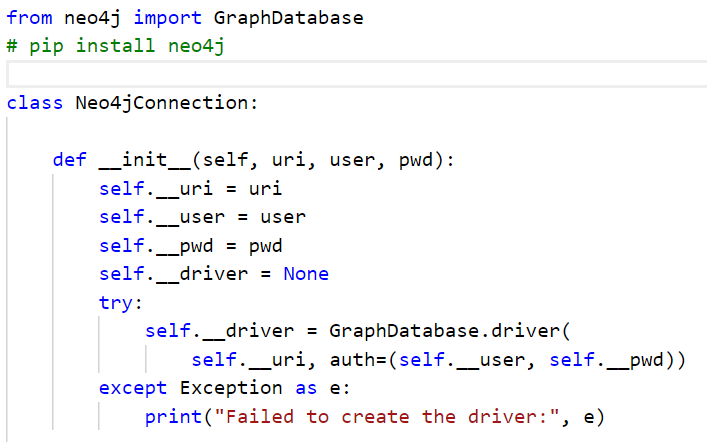 from neo4j import GraphDatabase
# pip install neo4j
class Neo4jConnection:
def __init__(self, uri, user, pwd):
self.__uri = uri
self.__user = user
self.__pwd = pwd
self.__driver = None
try:
self.__driver = GraphDatabase.driver(
self.__uri, auth=(self.__user, self.__pwd))
except Exception as e:
print("Failed to create the driver:", e)